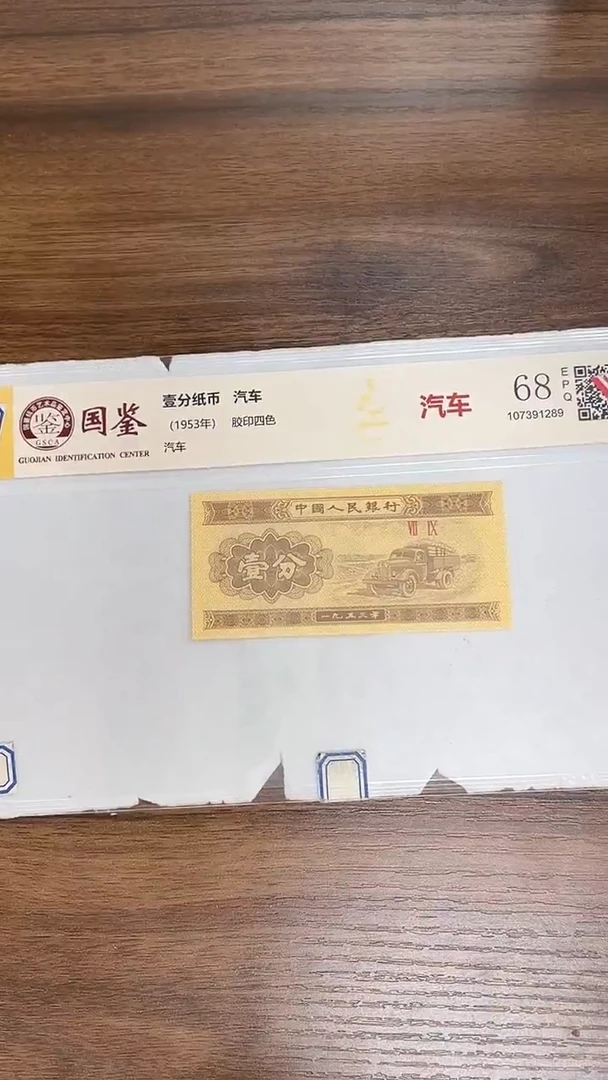 壹分纸币 汽车
(1953年) 胶印四色
汽车
国鉴
GSCA
GUOJIAN IDENTIFICATION CENTER
汽车
68
EPQ
107391289
中國人民銀行
VII IX
壹分
一九五三年